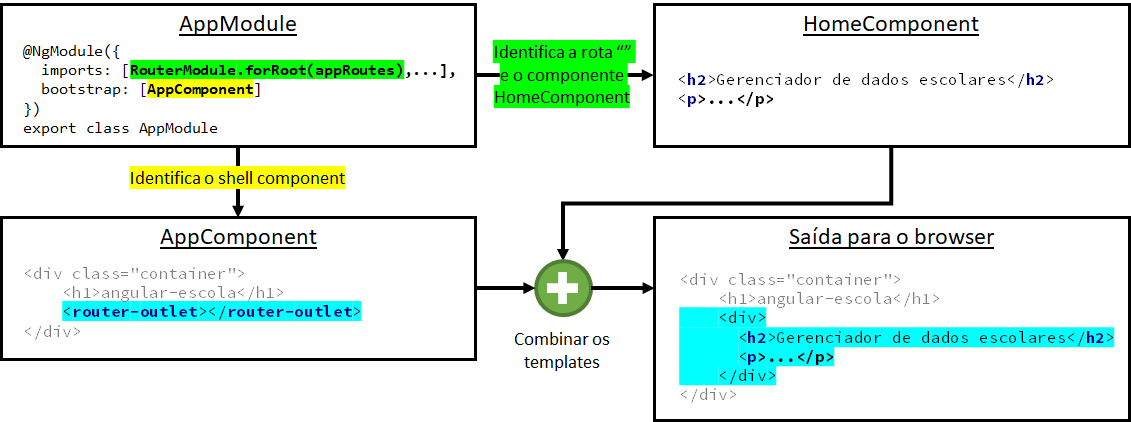 AppModule
@NgModule({
  imports: [RouterModule.forRoot(appRoutes),...],
  bootstrap: [AppComponent]
})
export class AppModule
Identifica a rota “”
e o componente
HomeComponent
HomeComponent
<h2>Gerenciador de dados escolares</h2>
<p>...</p>
Identifica o shell component
AppComponent
<div class="container">
    <h1>angular-escola</h1>
    <router-outlet></router-outlet>
</div>
Combinar os
templates
Saída para o browser
<div class="container">
    <h1>angular-escola</h1>
    <div>
      <h2>Gerenciador de dados escolares</h2>
      <p>...</p>
    </div>
</div>